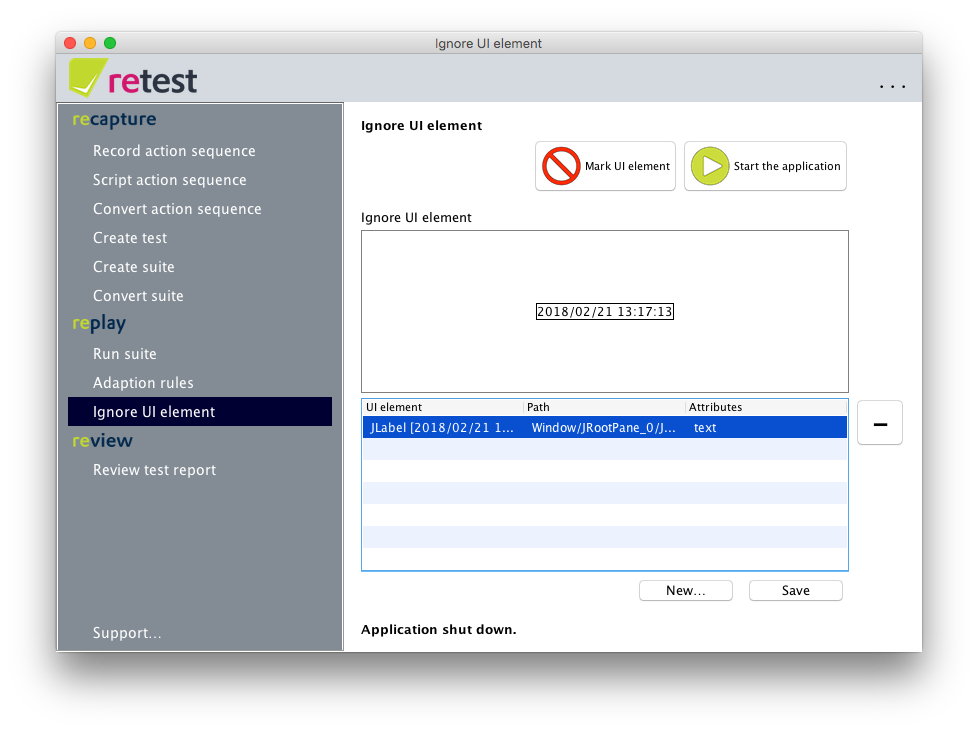 Ignore UI element
retest
...
recapture
Record action sequence
Script action sequence
Convert action sequence
Create test
Create suite
Convert suite
replay
Run suite
Adaption rules
Ignore UI element
review
Review test report
Support...
Ignore UI element
Mark UI element
Start the application
Ignore UI element
2018/02/21 13:17:13
UI element Path Attributes
JLabel [2018/02/21 1... Window/JRootPane_0/J... text
New...
Save
Application shut down.